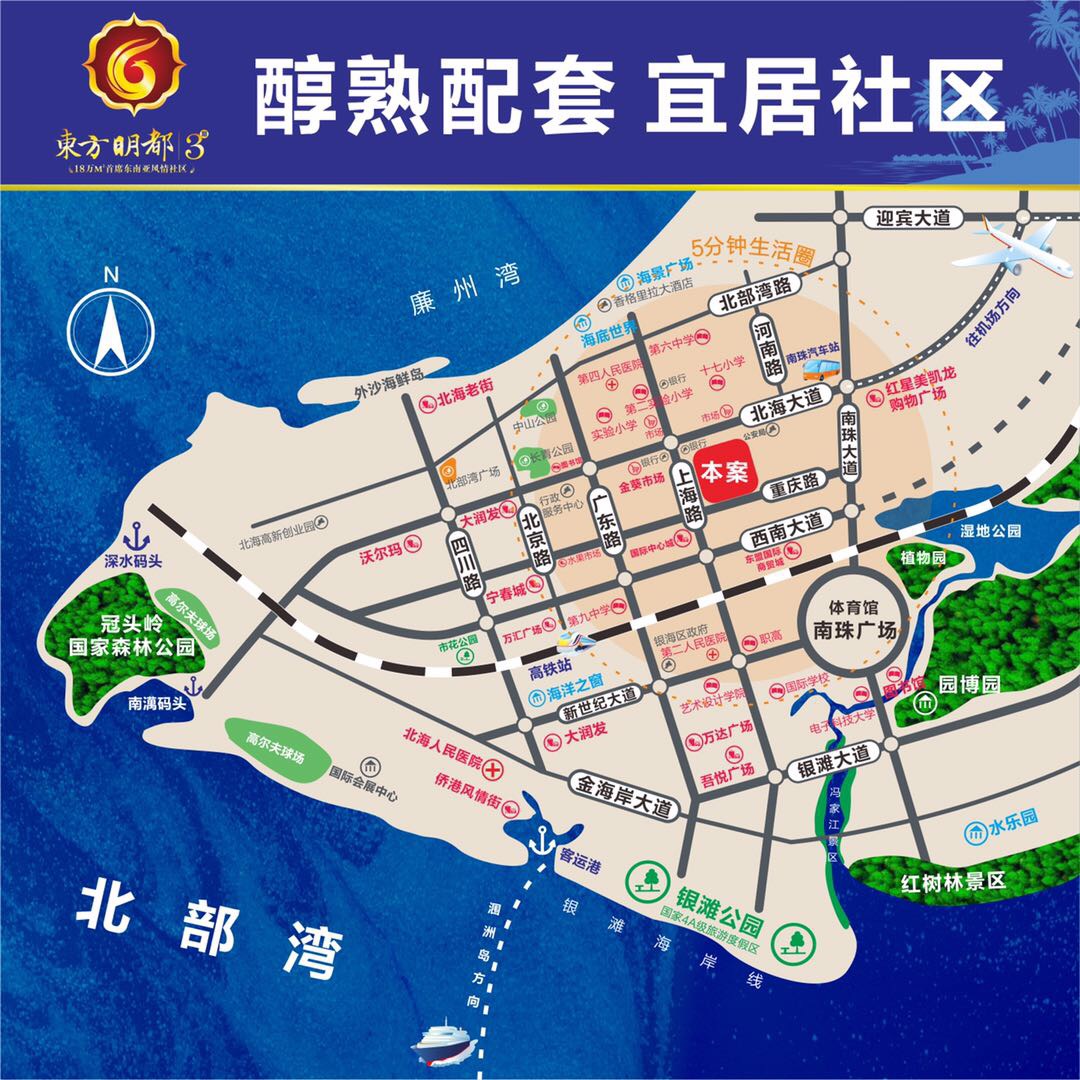 東方明都 3期
18万M²首席东南亚风情社区
醇熟配套 宜居社区
迎宾大道
5分钟生活圈
N
廉州湾
海景广场
香格里拉大酒店
北部湾路
往机场方向
海底世界
第六中学
河南路
南珠汽车站
外沙海鲜岛
北海老街
第四人民医院
银行
十七小学
红星美凯龙
购物广场
第二实验小学
北海大道
中山公园
实验小学
市场
市场
公安局
南珠大道
北部湾广场
长青公园
图书馆
银行
银行
金葵市场
上海路
本案
重庆路
行政
服务中心
大润发
北京路
广东路
西南大道
湿地公园
北海高新创业园
沃尔玛
四川路
水果市场
国际中心城
东盟国际
商贸城
植物园
深水码头
高尔夫球场
宁春城
第九中学
体育馆
南珠广场
冠头岭
国家森林公园
市花公园
万汇广场
高铁站
银海区政府
第二人民医院
职高
南澫码头
海洋之窗
新世纪大道
艺术设计学院
国际学校
图书馆
园博园
电子科技大学
高尔夫球场
国际会展中心
北海人民医院
大润发
万达广场
吾悦广场
银滩大道
侨港风情街
金海岸大道
冯家江景区
水乐园
客运港
红树林景区
银滩公园
国家4A级旅游度假区
北部湾
涠洲岛方向
银滩海岸线